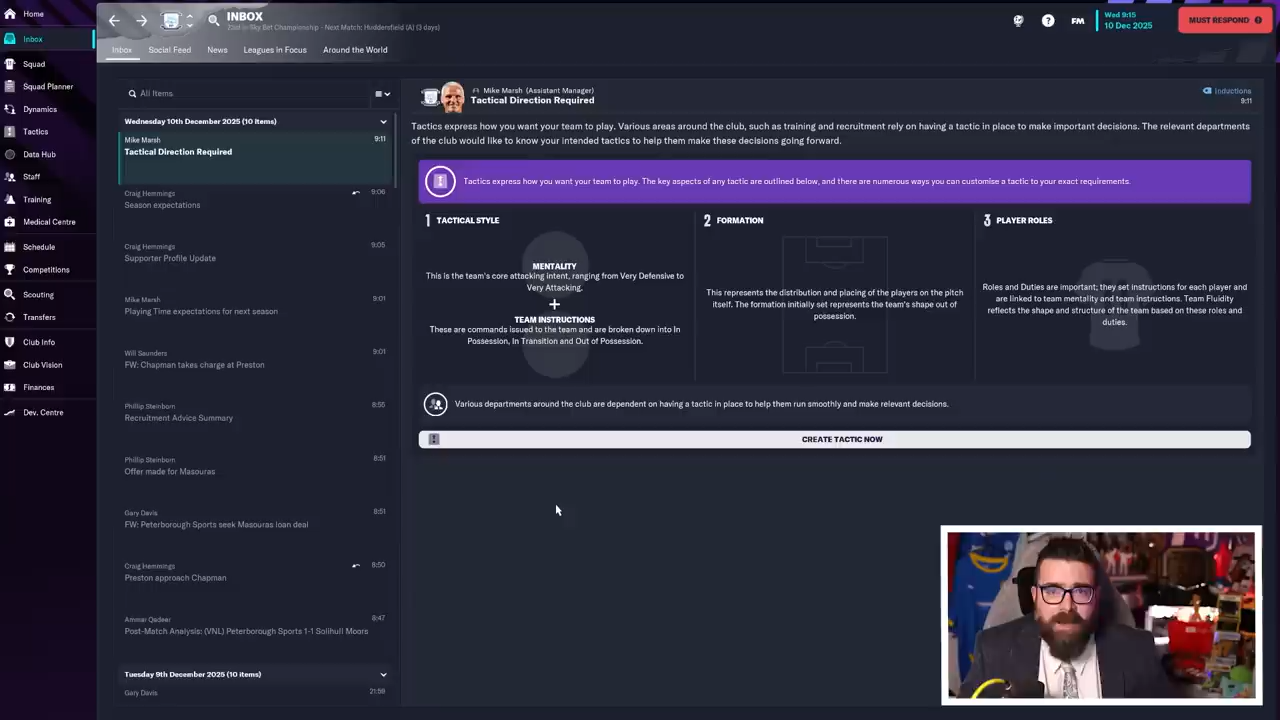 Home
Inbox
Squad
Squad Planner
Dynamics
Tactics
Data Hub
Staff
Training
Medical Centre
Schedule
Competitions
Scouting
Transfers
Club Info
Club Vision
Finances
Dev. Centre
INBOX
21st in Sky Bet Championship - Next Match: Huddersfield (A) (3 days)
FM
Wed 9:15
10 Dec 2025
MUST RESPOND
Inbox
Social Feed
News
Leagues in Focus
Around the World
All Items
Wednesday 10th December 2025 (10 items)
Mike Marsh 9:11
Tactical Direction Required
Craig Hemmings 9:06
Season expectations
Craig Hemmings 9:05
Supporter Profile Update
Mike Marsh 9:01
Playing Time expectations for next season
Will Saunders 9:01
FW: Chapman takes charge at Preston
Phillip Steinborn 8:55
Recruitment Advice Summary
Phillip Steinborn 8:51
Offer made for Masouras
Gary Davis 8:51
FW: Peterborough Sports seek Masouras loan deal
Craig Hemmings 8:50
Preston approach Chapman
Ammar Qadeer 8:47
Post-Match Analysis: (VNL) Peterborough Sports 1-1 Solihull Moors
Tuesday 9th December 2025 (10 items)
Gary Davis 21:56
Mike Marsh (Assistant Manager)
Tactical Direction Required
Inductions
9:11
Tactics express how you want your team to play. Various areas around the club, such as training and recruitment rely on having a tactic in place to make important decisions. The relevant departments
of the club would like to know your intended tactics to help them make these decisions going forward.
Tactics express how you want your team to play. The key aspects of any tactic are outlined below, and there are numerous ways you can customise a tactic to your exact requirements.
1 TACTICAL STYLE
MENTALITY
This is the team's core attacking intent, ranging from Very Defensive to
Very Attacking.
+
TEAM INSTRUCTIONS
These are commands issued to the team and are broken down into In
Possession, In Transition and Out of Possession.
2 FORMATION
This represents the distribution and placing of the players on the pitch
itself. The formation initially set represents the team's shape out of
possession.
3 PLAYER ROLES
Roles and Duties are important; they set instructions for each player and
are linked to team mentality and team instructions. Team Fluidity
reflects the shape and structure of the team based on these roles and
duties.
Various departments around the club are dependent on having a tactic in place to help them run smoothly and make relevant decisions.
CREATE TACTIC NOW